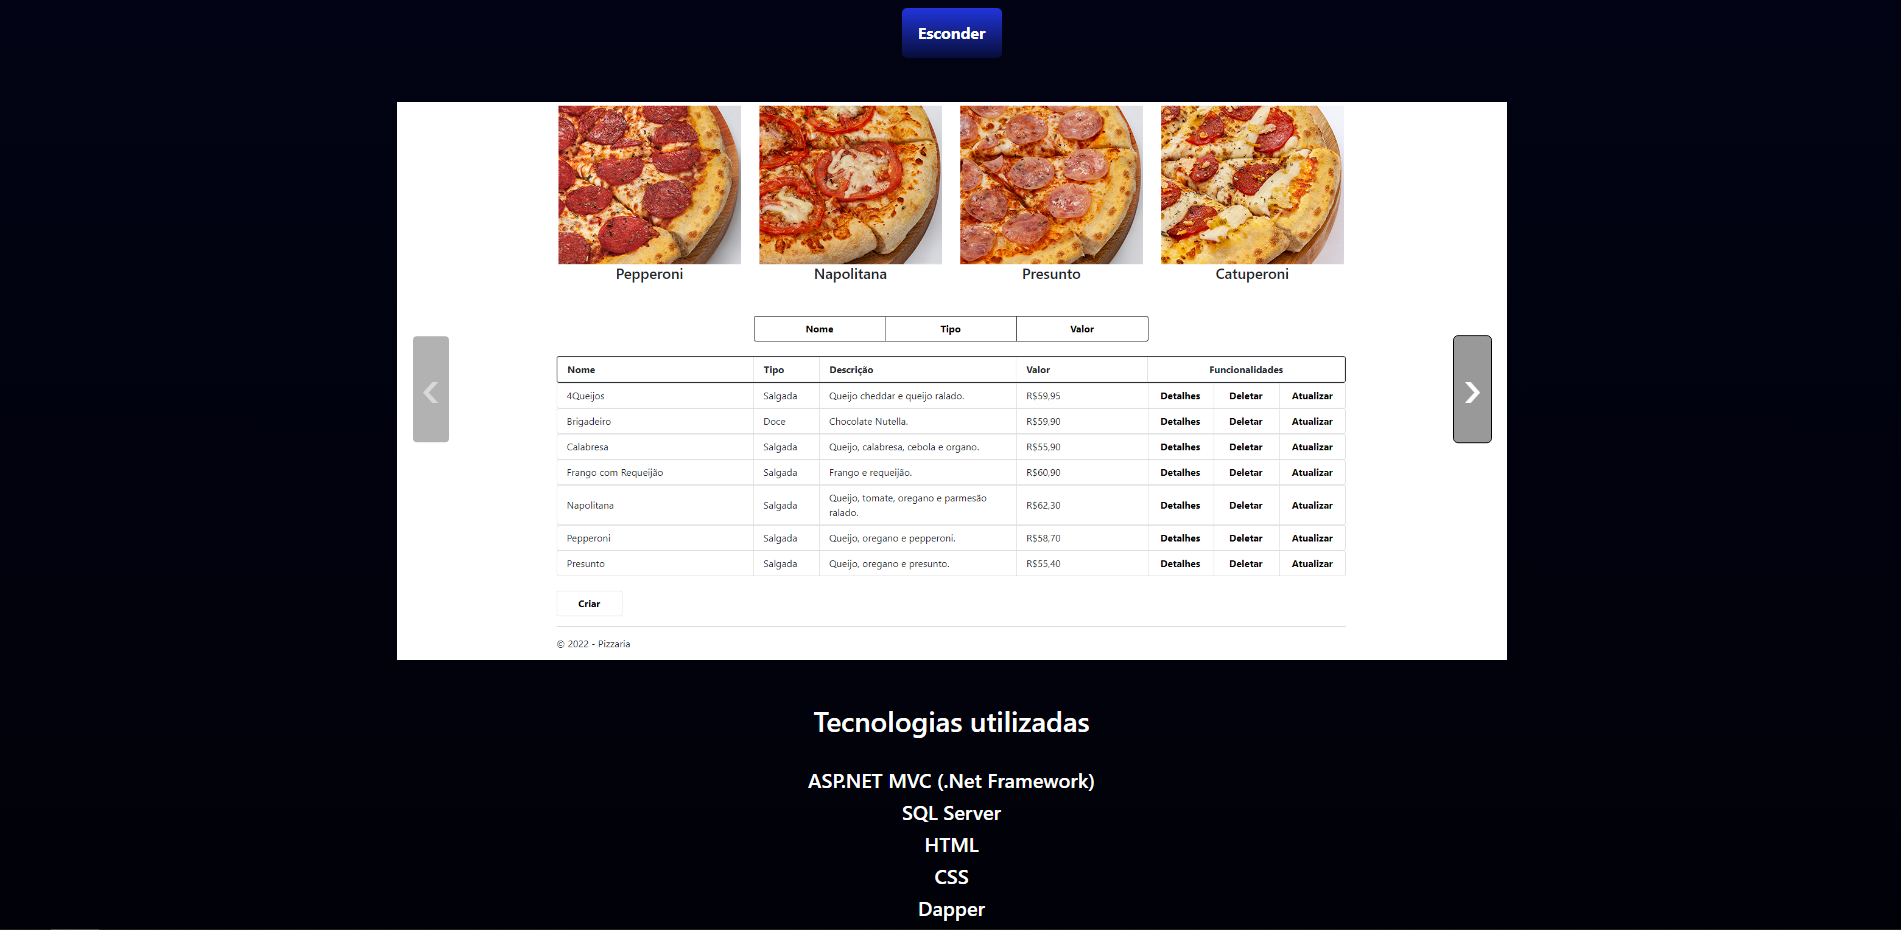 Esconder
Pepperoni Napolitana Presunto Catuperoni
Nome Tipo Valor
Nome Tipo Descrição Valor Funcionalidades
4Queijos Salgada Queijo cheddar e queijo ralado. R$59,95 Detalhes Deletar Atualizar
Brigadeiro Doce Chocolate Nutella. R$59,90 Detalhes Deletar Atualizar
Calabresa Salgada Queijo, calabresa, cebola e organo. R$55,90 Detalhes Deletar Atualizar
Frango com Requeijão Salgada Frango e requeijão. R$60,90 Detalhes Deletar Atualizar
Napolitana Salgada Queijo, tomate, oregano e parmesão
ralado. R$62,30 Detalhes Deletar Atualizar
Pepperoni Salgada Queijo, oregano e pepperoni. R$58,70 Detalhes Deletar Atualizar
Presunto Salgada Queijo, oregano e presunto. R$55,40 Detalhes Deletar Atualizar
Criar
© 2022 - Pizzaria
Tecnologias utilizadas
ASP.NET MVC (.Net Framework)
SQL Server
HTML
CSS
Dapper